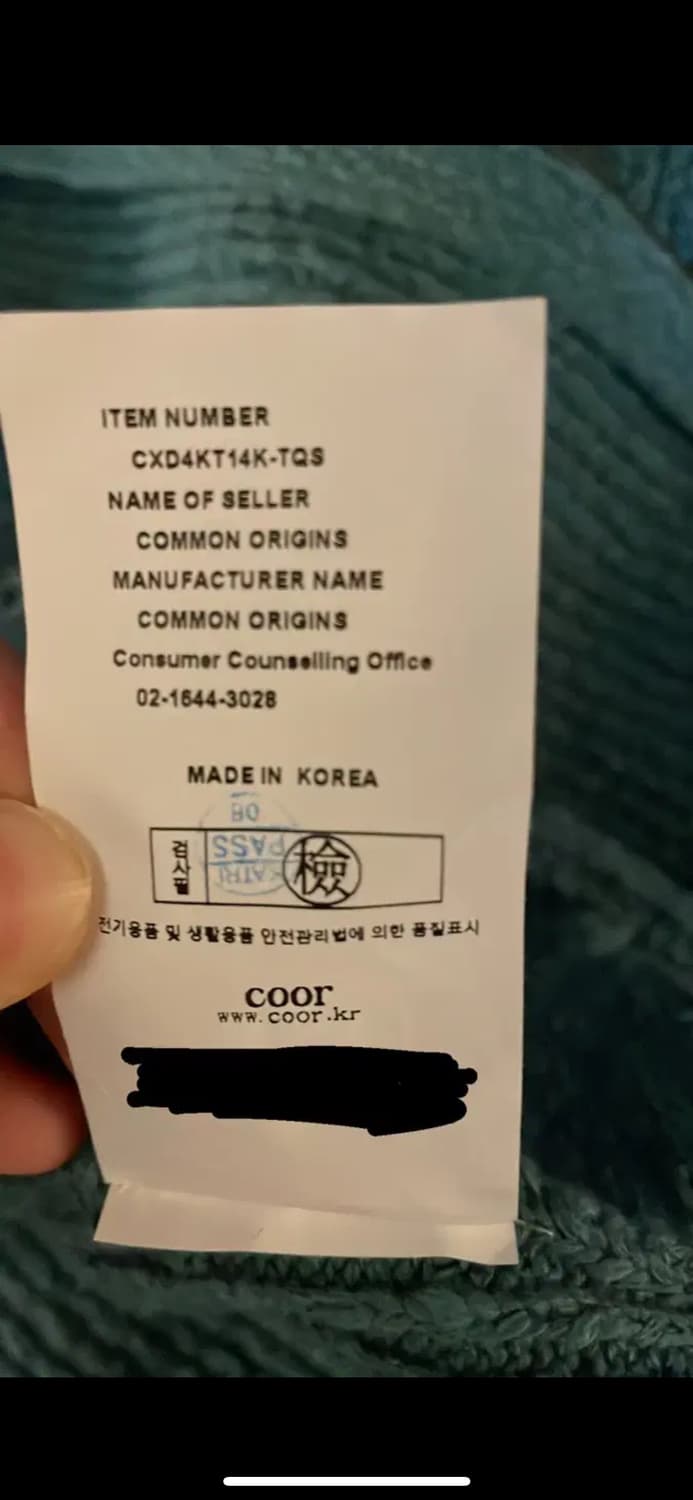 ITEM NUMBER
CXD4KT14K-TQS
NAME OF SELLER
COMMON ORIGINS
MANUFACTURER NAME
COMMON ORIGINS
Consumer Counselling Office
02-1644-3028
MADE IN KOREA
08
검사필 PASS 檢
KATRI
전기용품 및 생활용품 안전관리법에 의한 품질표시
coor
www.coor.kr